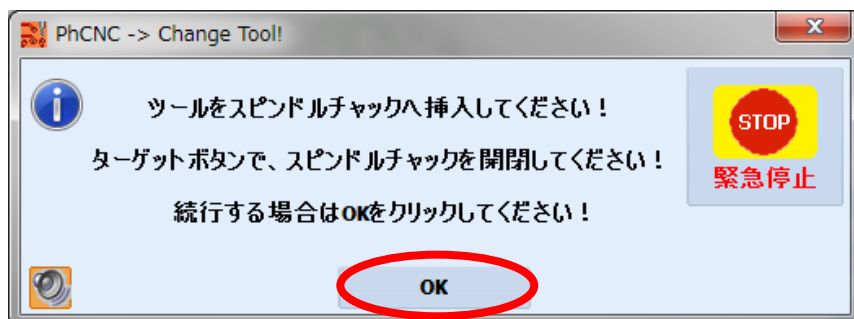 PhCNC -> Change Tool!
ツールをスピンドルチャックへ挿入してください!
ターゲットボタンで、スピンドルチャックを開閉してください!
続行する場合はOKをクリックしてください!
STOP
緊急停止
OK